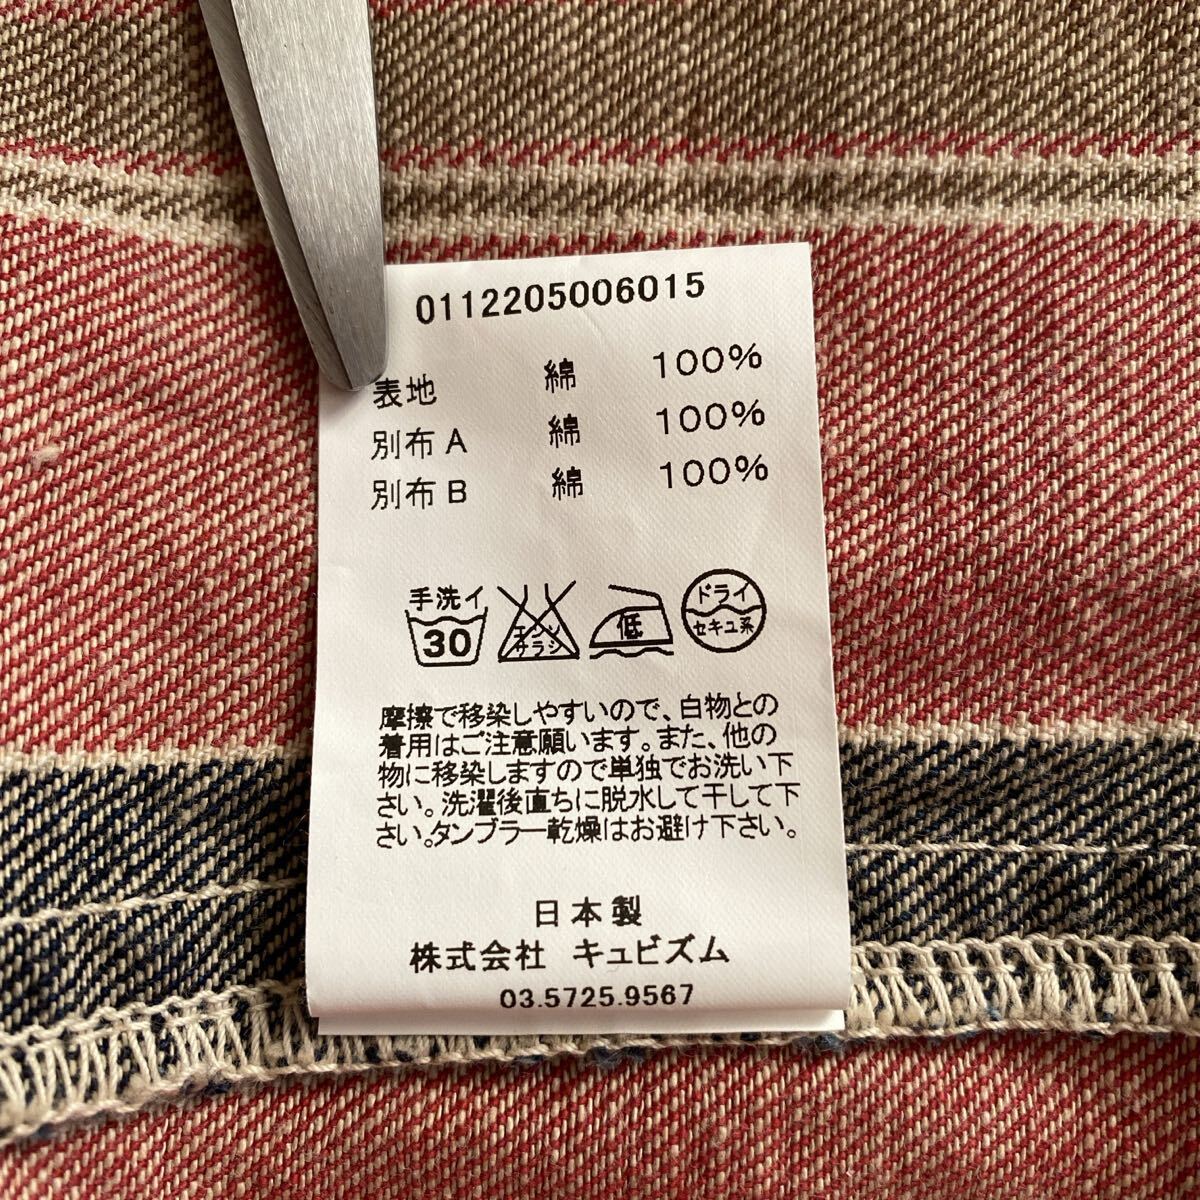 0112205006015
表地 綿 100%
別布A 綿 100%
別布B 綿 100%
手洗イ
30
エンソ
サラシ
低
ドライ
セキユ系
摩擦で移染しやすいので、白物との
着用はご注意願います。また、他の
物に移染しますので単独でお洗い下
さい。洗濯後直ちに脱水して干して下
さい。タンブラー乾燥はお避け下さい。
日本製
株式会社 キュビズム
03.5725.9567